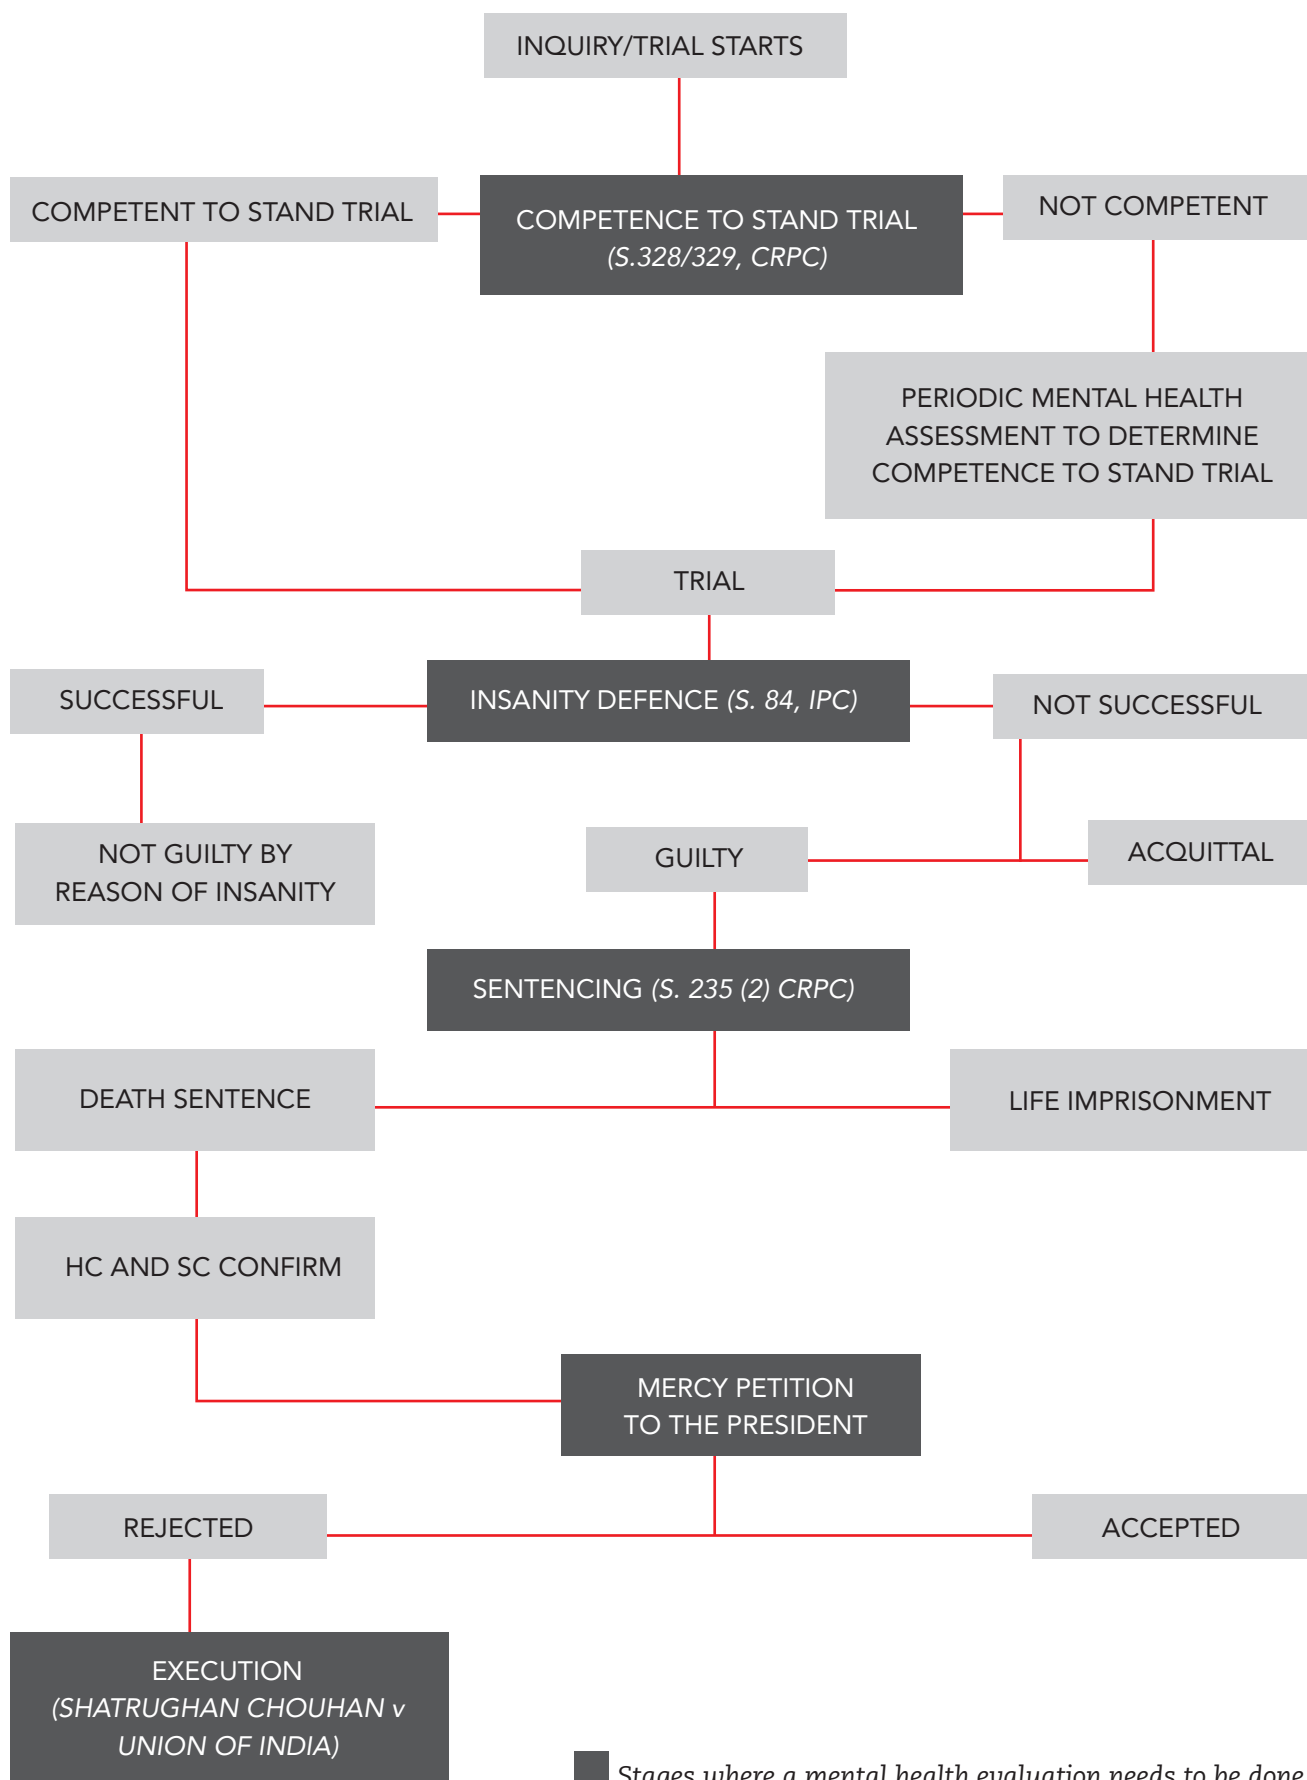 INQUIRY/TRIAL STARTS
COMPETENT TO STAND TRIAL
COMPETENCE TO STAND TRIAL
(S.328/329, CRPC)
NOT COMPETENT
PERIODIC MENTAL HEALTH
ASSESSMENT TO DETERMINE
COMPETENCE TO STAND TRIAL
TRIAL
SUCCESSFUL
INSANITY DEFENCE (S. 84, IPC)
NOT SUCCESSFUL
NOT GUILTY BY
REASON OF INSANITY
GUILTY
ACQUITTAL
SENTENCING (S. 235 (2) CRPC)
DEATH SENTENCE
LIFE IMPRISONMENT
HC AND SC CONFIRM
MERCY PETITION
TO THE PRESIDENT
REJECTED
ACCEPTED
EXECUTION
(SHATRUGHAN CHOUHAN v
UNION OF INDIA)
Stages where a mental health evaluation needs to be done